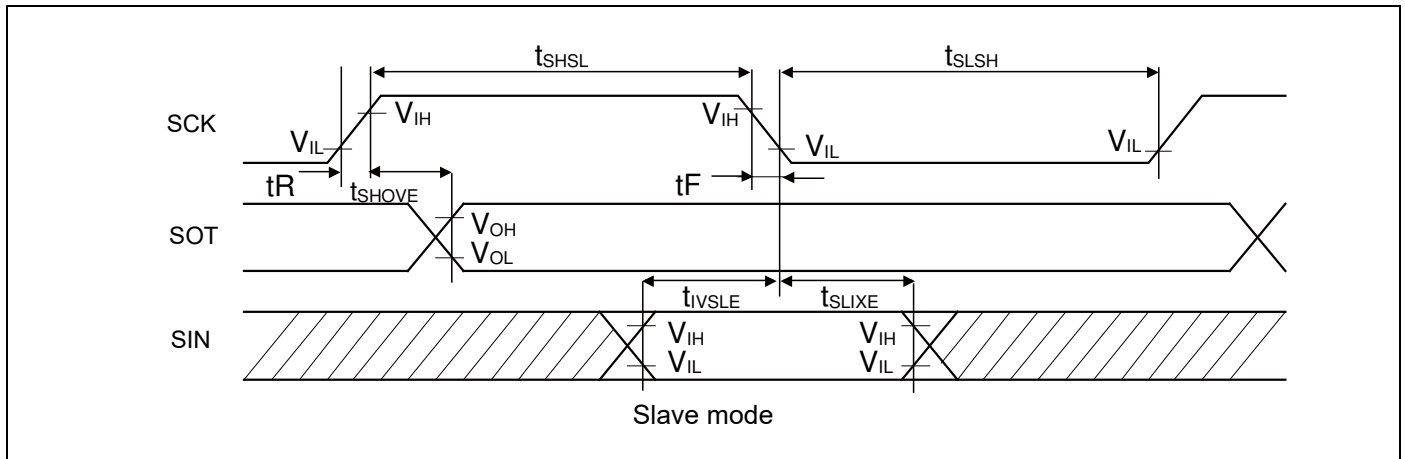 tSHSL tSLSH
SCK VIH VIH
VIL VIL VIL
tR tSHOVE tF
SOT VOH
VOL
tIVSLE tSLIXE
SIN VIH VIH
VIL VIL
Slave mode